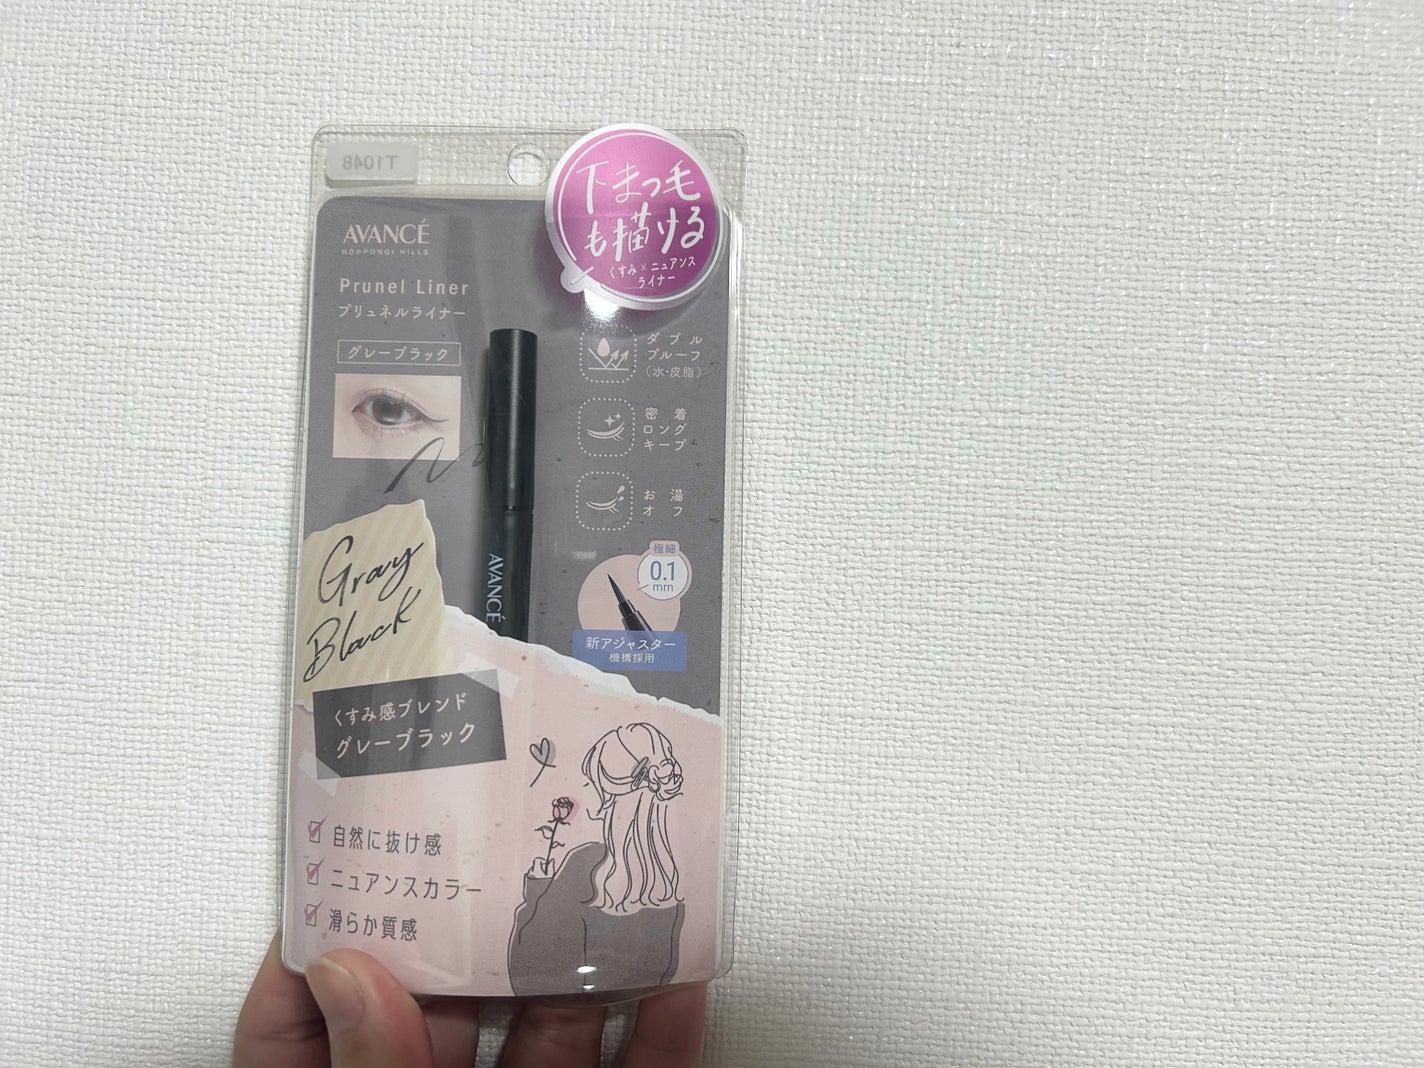 T1048
下まつ毛
も描ける
くすみ×ニュアンス
ライナー
AVANCÉ
ROPPONGI HILLS
Prunel Liner
プリュネルライナー
グレーブラック
ダブル
プルーフ
(水・皮脂)
密着
ロング
キープ
お湯
オフ
極細
0.1
mm
新アジャスター
機構採用
AVANCÉ
Gray
Black
くすみ感ブレンド
グレーブラック
自然に抜け感
ニュアンスカラー
滑らか質感